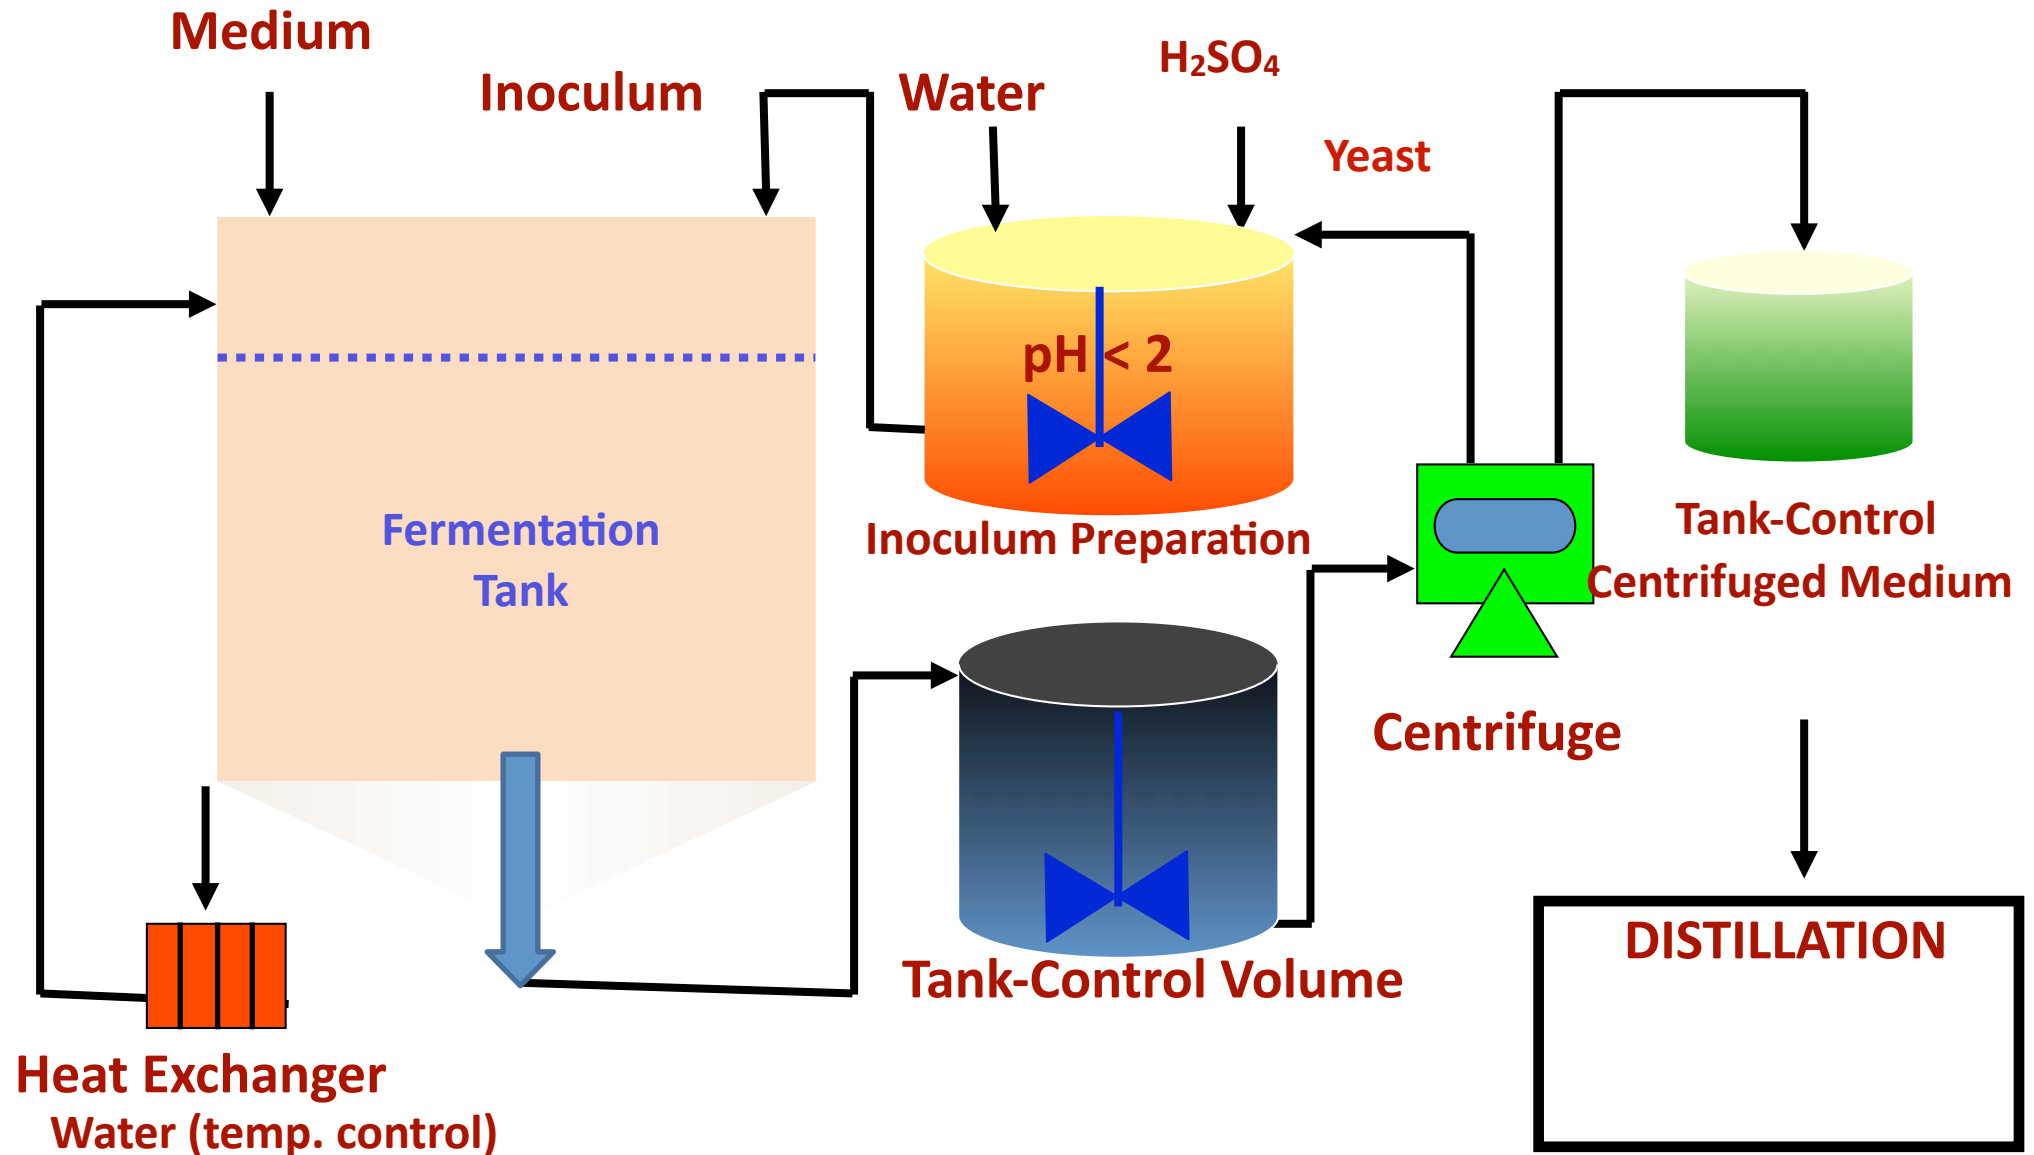 Medium
Inoculum
Water
H₂SO₄
Yeast
pH < 2
Fermentation
Tank
Inoculum Preparation
Tank-Control
Centrifuged Medium
Centrifuge
DISTILLATION
Tank-Control Volume
Heat Exchanger
Water (temp. control)